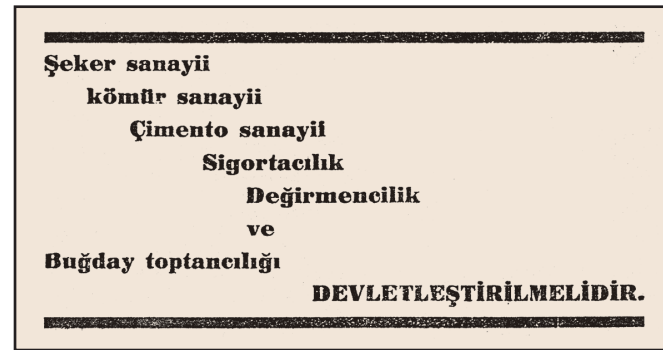 Şeker sanayii
kömür sanayii
Çimento sanayii
Sigortacılık
Değirmencilik
ve
Buğday toptancılığı
DEVLETLEŞTİRİLMELİDİR.